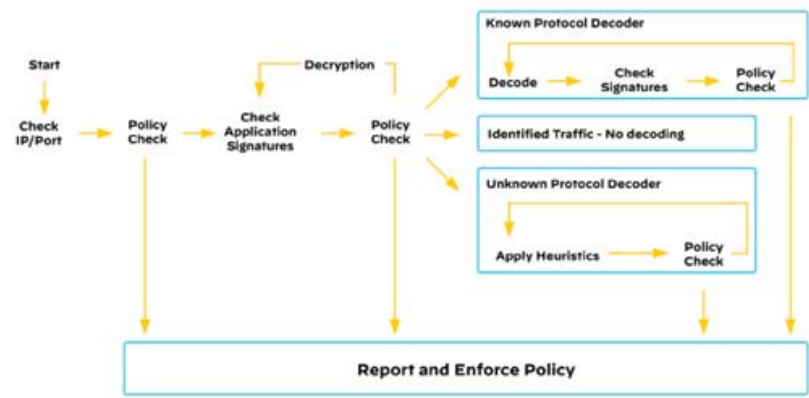 Start
Check
IP/Port
Policy
Check
Decryption
Check
Application
Signatures
Policy
Check
Known Protocol Decoder
Decode
Check
Signatures
Policy
Check
Identified Traffic - No decoding
Unknown Protocol Decoder
Apply Heuristics
Policy
Check
Report and Enforce Policy